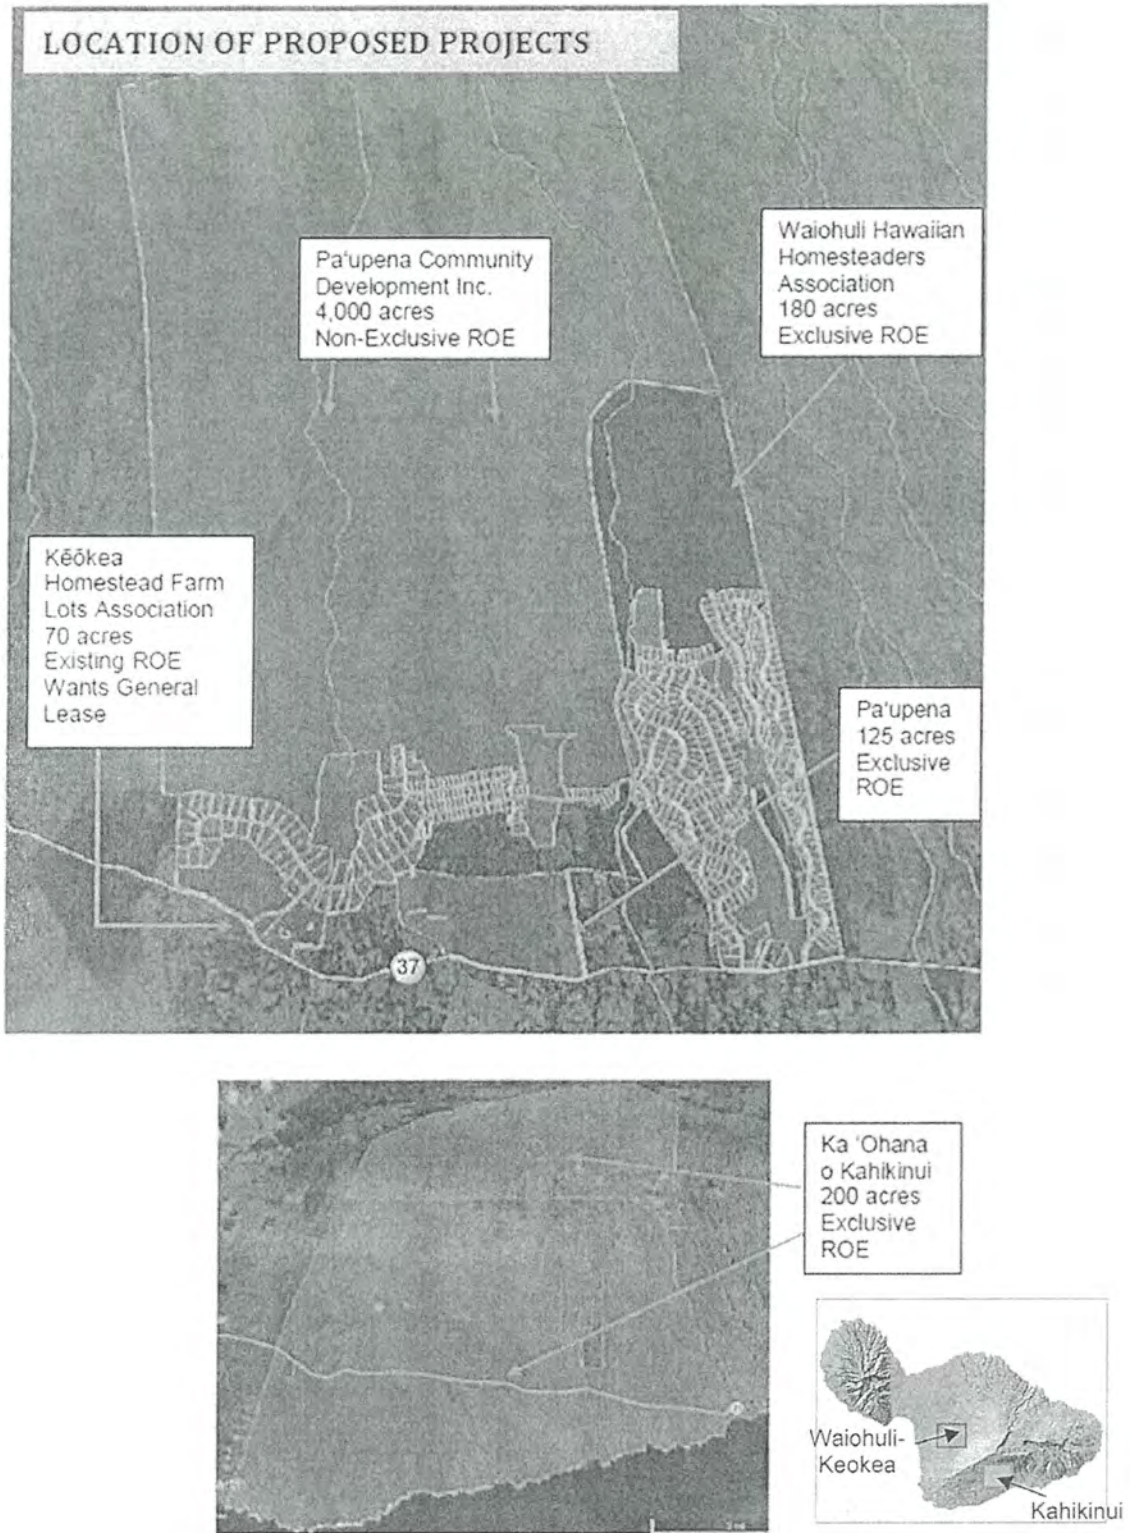 LOCATION OF PROPOSED PROJECTS
Pa‘upena Community
Development Inc.
4,000 acres
Non-Exclusive ROE
Waiohuli Hawaiian
Homesteaders
Association
180 acres
Exclusive ROE
Kēōkea
Homestead Farm
Lots Association
70 acres
Existing ROE
Wants General
Lease
Pa‘upena
125 acres
Exclusive
ROE
37
Ka ‘Ohana
o Kahikinui
200 acres
Exclusive
ROE
Waiohuli-
Keokea
Kahikinui